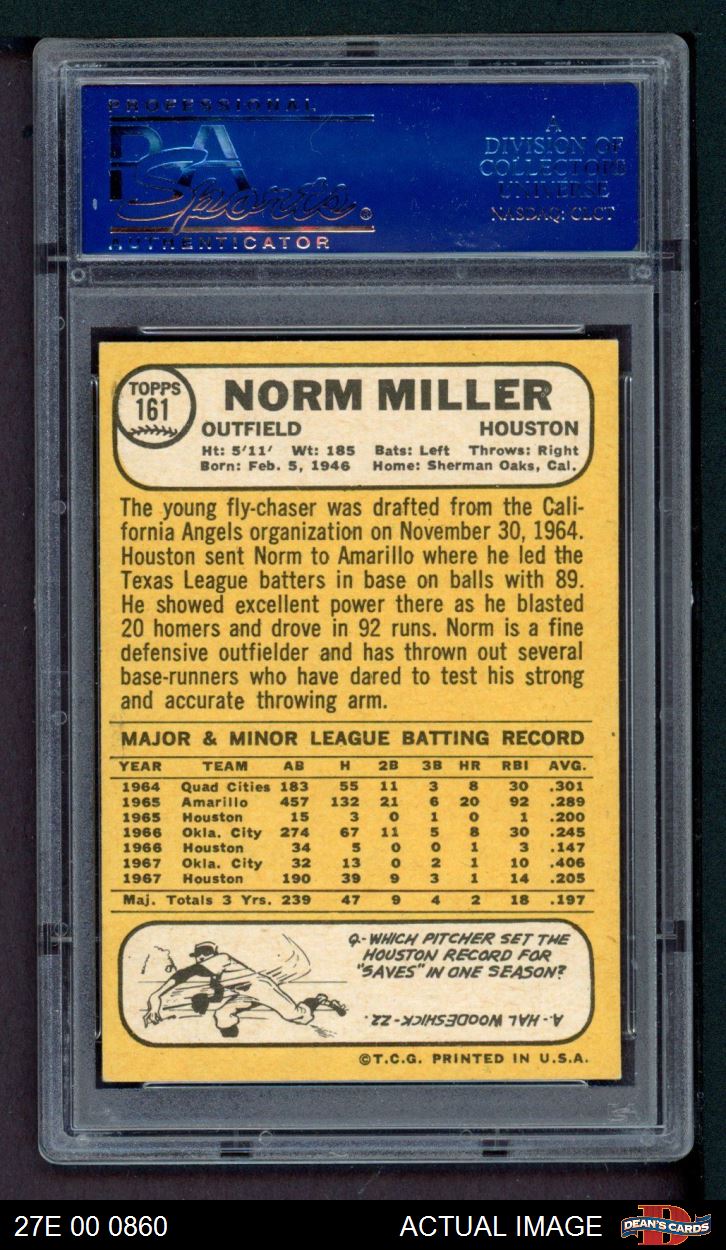 PROFESSIONAL
PSA
Sports ®
AUTHENTICATOR
A
DIVISION OF
COLLECTORS
UNIVERSE
NASDAQ: CLCT
TOPPS
161
NORM MILLER
OUTFIELD HOUSTON
Ht: 5'11' Wt: 185 Bats: Left Throws: Right
Born: Feb. 5, 1946 Home: Sherman Oaks, Cal.
The young fly-chaser was drafted from the Cali-
fornia Angels organization on November 30, 1964.
Houston sent Norm to Amarillo where he led the
Texas League batters in base on balls with 89.
He showed excellent power there as he blasted
20 homers and drove in 92 runs. Norm is a fine
defensive outfielder and has thrown out several
base-runners who have dared to test his strong
and accurate throwing arm.
MAJOR & MINOR LEAGUE BATTING RECORD
YEAR TEAM AB H 2B 3B HR RBI AVG.
1964 Quad Cities 183 55 11 3 8 30 .301
1965 Amarillo 457 132 21 6 20 92 .289
1965 Houston 15 3 0 1 0 1 .200
1966 Okla. City 274 67 11 5 8 30 .245
1966 Houston 34 5 0 0 1 3 .147
1967 Okla. City 32 13 0 2 1 10 .406
1967 Houston 190 39 9 3 1 14 .205
Maj. Totals 3 Yrs. 239 47 9 4 2 18 .197
Q.- WHICH PITCHER SET THE
HOUSTON RECORD FOR
"SAVES" IN ONE SEASON?
A.- HAL WOODESHICK - 22.
©T.C.G. PRINTED IN U.S.A.
27E 00 0860 ACTUAL IMAGE
D
DEAN'S CARDS